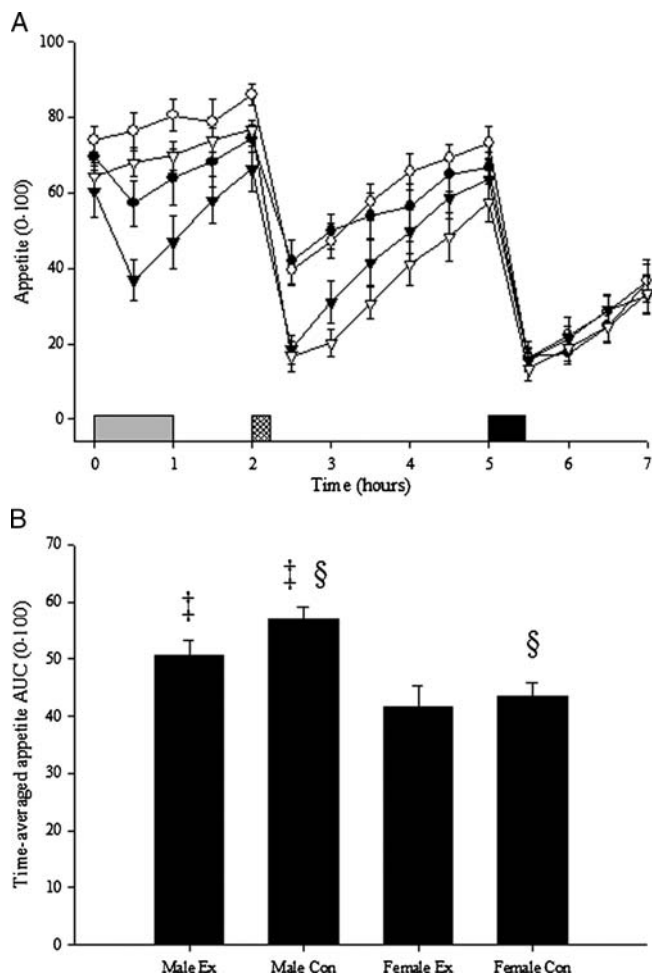 A
100
80
60
40
20
0
Appetite (0-100)
0 1 2 3 4 5 6 7
Time (hours)
B
70
60
50
40
30
20
10
0
Time-averaged appetite AUC (0-100)
‡ ‡ § §
Male Ex Male Con Female Ex Female Con